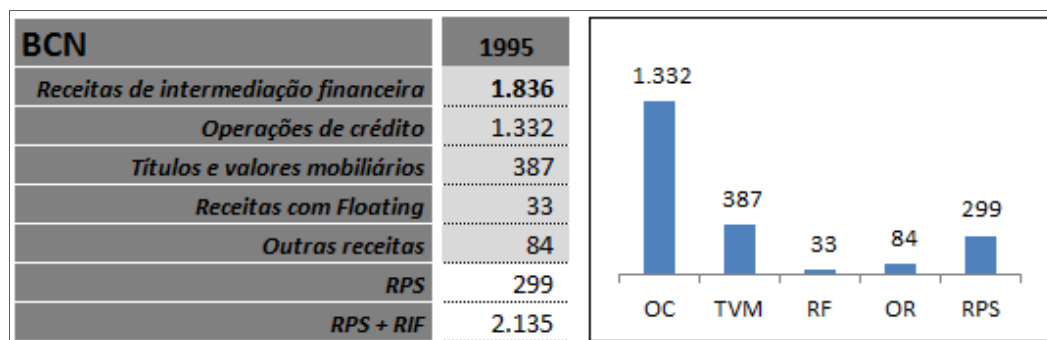 BCN 1995
Receitas de intermediação financeira 1.836
Operações de crédito 1.332
Títulos e valores mobiliários 387
Receitas com Floating 33
Outras receitas 84
RPS 299
RPS + RIF 2.135
1.332
387
33
84
299
OC TVM RF OR RPS